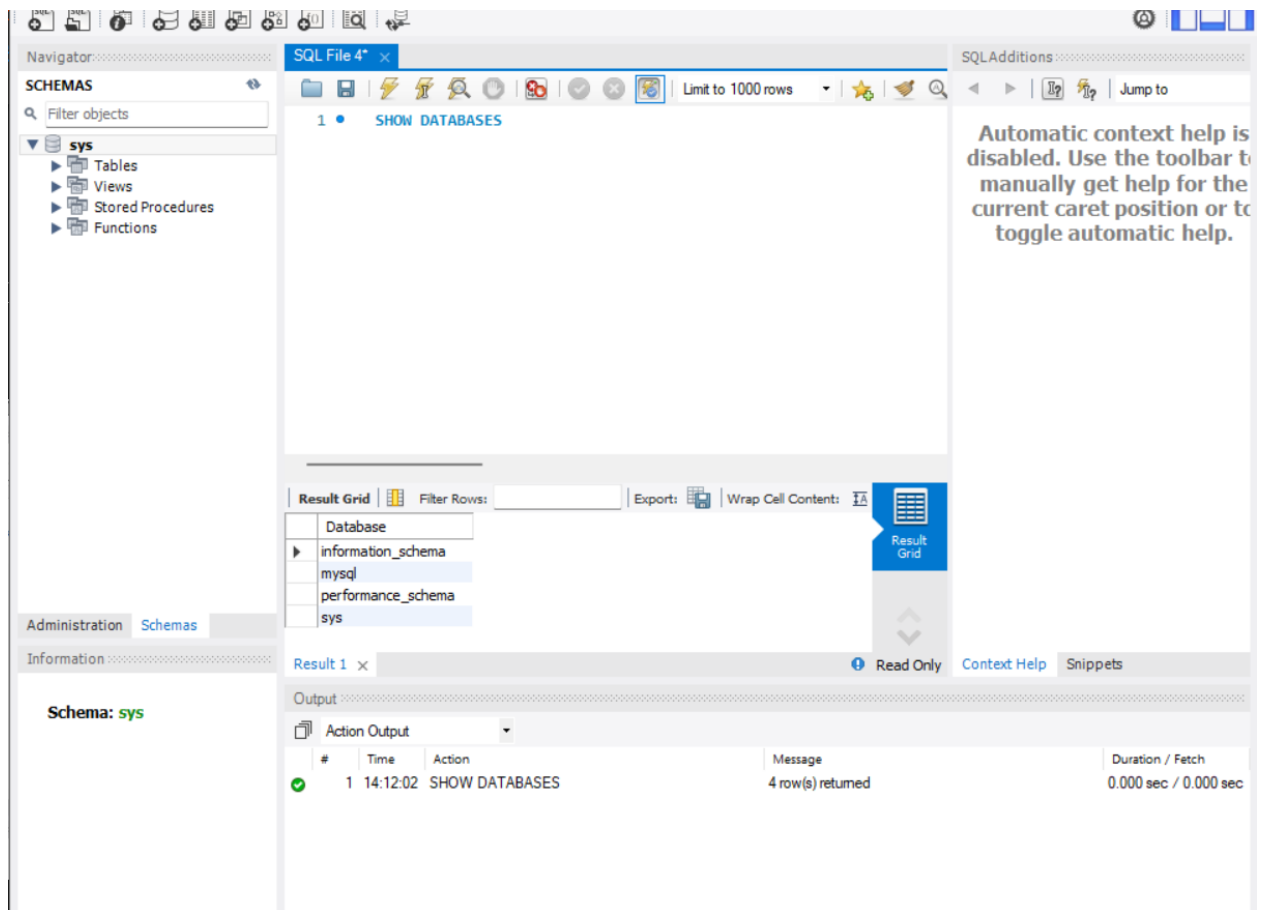 Navigator
SCHEMAS
Filter objects
sys
Tables
Views
Stored Procedures
Functions
Administration Schemas
Information
Schema: sys
SQL File 4*
Limit to 1000 rows
1 SHOW DATABASES
Result Grid Filter Rows: Export: Wrap Cell Content:
Database
information_schema
mysql
performance_schema
sys
Result
Grid
Result 1 Read Only
SQLAdditions
Jump to
Automatic context help is
disabled. Use the toolbar to
manually get help for the
current caret position or to
toggle automatic help.
Context Help Snippets
Output
Action Output
# Time Action Message Duration / Fetch
1 14:12:02 SHOW DATABASES 4 row(s) returned 0.000 sec / 0.000 sec